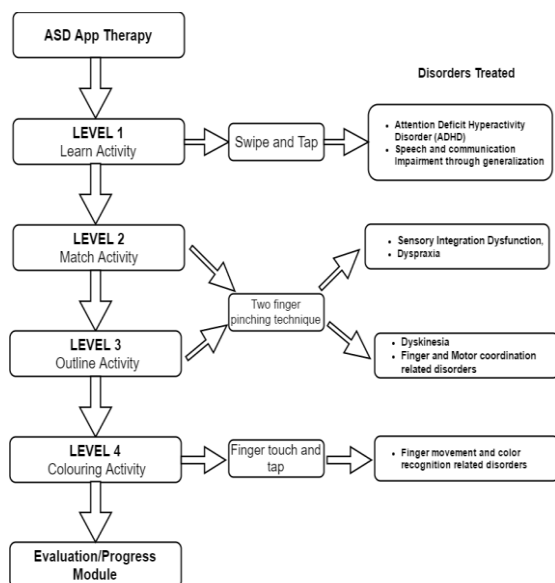 ASD App Therapy
Disorders Treated
LEVEL 1
Learn Activity
Swipe and Tap
• Attention Deficit Hyperactivity
Disorder (ADHD)
• Speech and communication
Impairment through generalization
LEVEL 2
Match Activity
• Sensory Integration Dysfunction,
• Dyspraxia
Two finger
pinching technique
LEVEL 3
Outline Activity
• Dyskinesia
• Finger and Motor coordination
related disorders
LEVEL 4
Colouring Activity
Finger touch and
tap
• Finger movement and color
recognition related disorders
Evaluation/Progress
Module